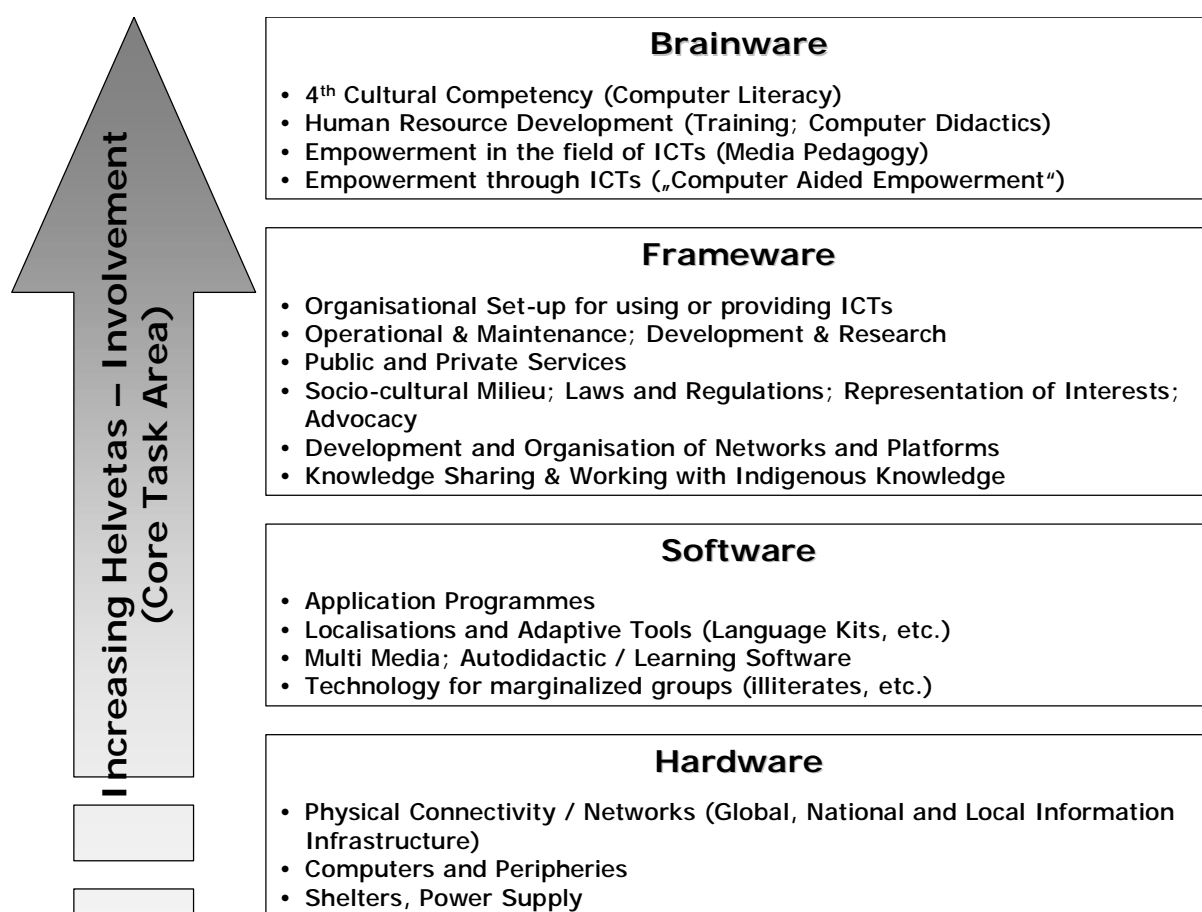 Increasing Helvetas – Involvement
(Core Task Area)
Brainware
• 4th Cultural Competency (Computer Literacy)
• Human Resource Development (Training; Computer Didactics)
• Empowerment in the field of ICTs (Media Pedagogy)
• Empowerment through ICTs („Computer Aided Empowerment“)
Frameware
• Organisational Set-up for using or providing ICTs
• Operational & Maintenance; Development & Research
• Public and Private Services
• Socio-cultural Milieu; Laws and Regulations; Representation of Interests;
Advocacy
• Development and Organisation of Networks and Platforms
• Knowledge Sharing & Working with Indigenous Knowledge
Software
• Application Programmes
• Localisations and Adaptive Tools (Language Kits, etc.)
• Multi Media; Autodidactic / Learning Software
• Technology for marginalized groups (illiterates, etc.)
Hardware
• Physical Connectivity / Networks (Global, National and Local Information
Infrastructure)
• Computers and Peripheries
• Shelters, Power Supply